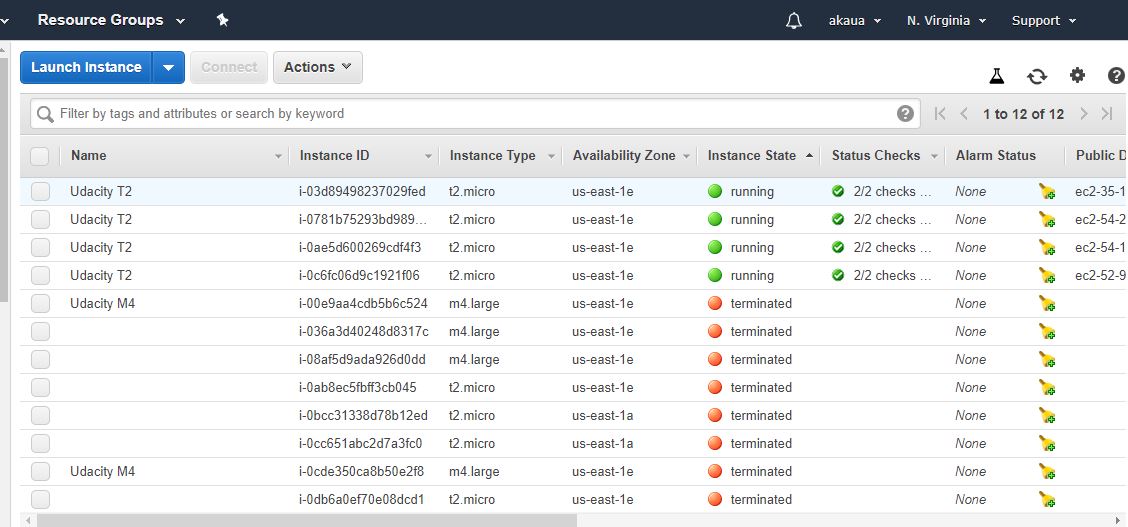 Resource Groups akaua N. Virginia Support
Launch Instance Connect Actions
Filter by tags and attributes or search by keyword 1 to 12 of 12
Name Instance ID Instance Type Availability Zone Instance State Status Checks Alarm Status Public D
Udacity T2 i-03d89498237029fed t2.micro us-east-1e running 2/2 checks ... None ec2-35-1
Udacity T2 i-0781b75293bd989... t2.micro us-east-1e running 2/2 checks ... None ec2-54-2
Udacity T2 i-0ae5d600269cdf4f3 t2.micro us-east-1e running 2/2 checks ... None ec2-54-1
Udacity T2 i-0c6fc06d9c1921f06 t2.micro us-east-1e running 2/2 checks ... None ec2-52-9
Udacity M4 i-00e9aa4cdb5b6c524 m4.large us-east-1e terminated None
i-036a3d40248d8317c m4.large us-east-1e terminated None
i-08af5d9ada926d0dd m4.large us-east-1e terminated None
i-0ab8ec5fbff3cb045 t2.micro us-east-1e terminated None
i-0bcc31338d78b12ed t2.micro us-east-1a terminated None
i-0cc651abc2d7a3fc0 t2.micro us-east-1a terminated None
Udacity M4 i-0cde350ca8b50e2f8 m4.large us-east-1e terminated None
i-0db6a0ef70e08dcd1 t2.micro us-east-1e terminated None